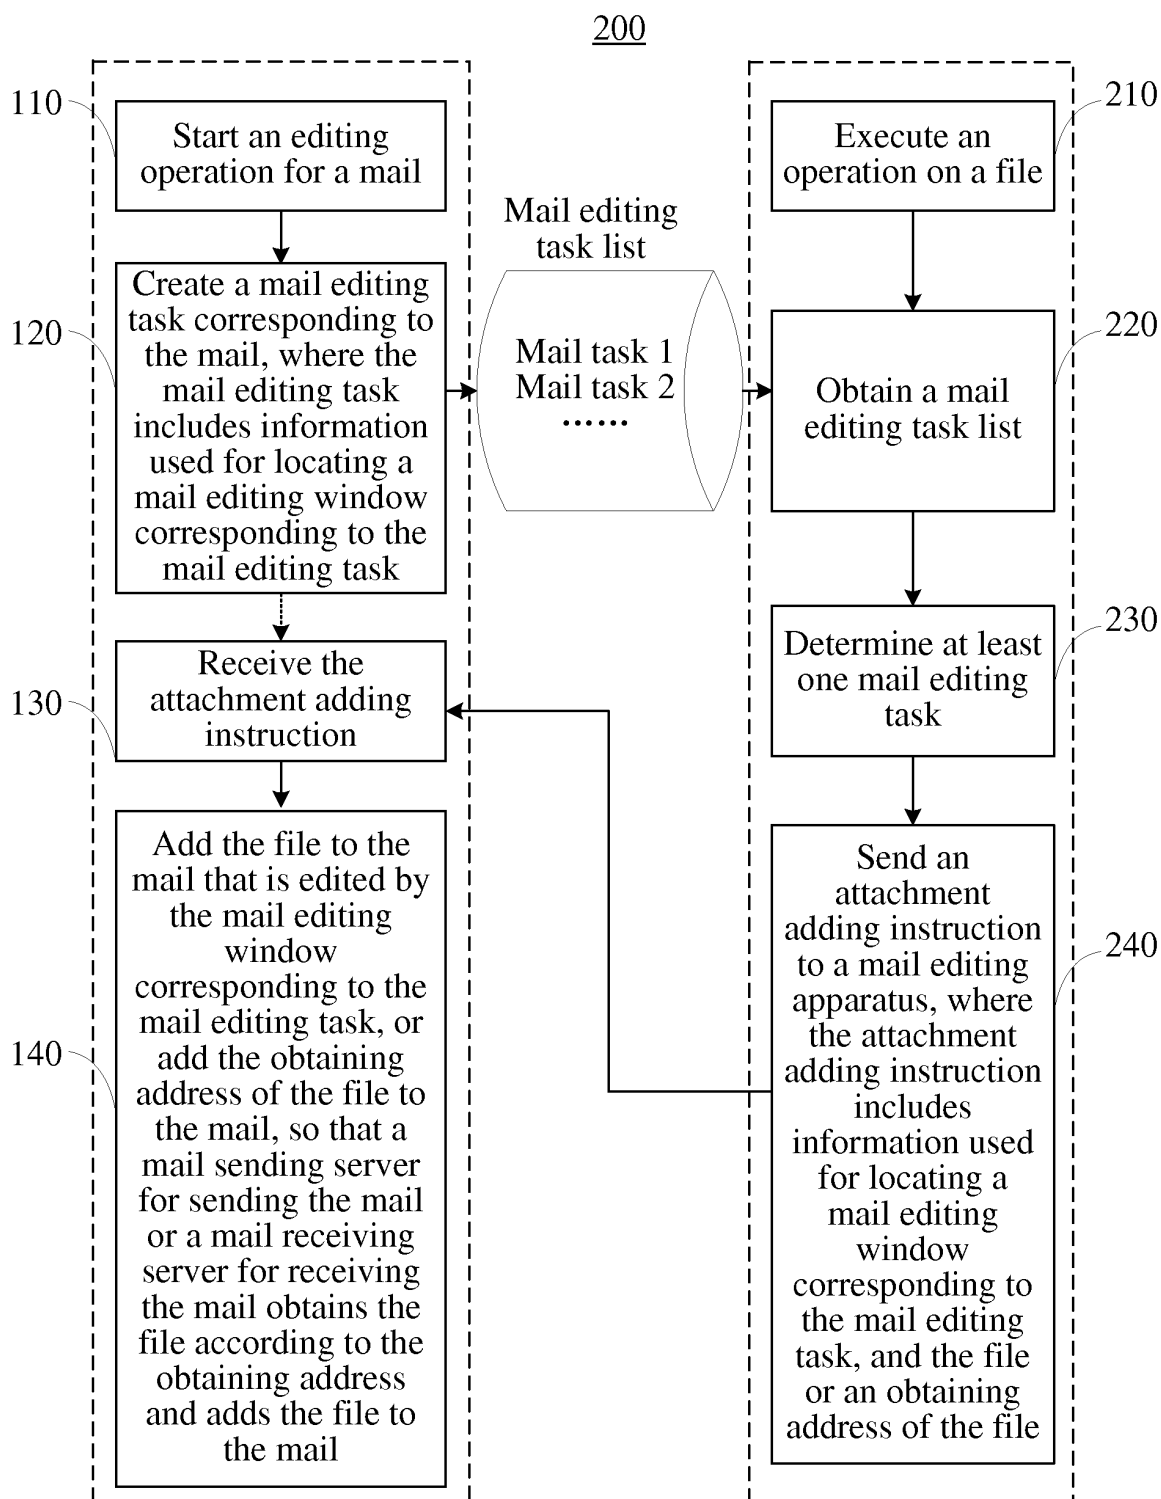 200
110
Start an editing
operation for a mail
120
Create a mail editing
task corresponding to
the mail, where the
mail editing task
includes information
used for locating a
mail editing window
corresponding to the
mail editing task
130
Receive the
attachment adding
instruction
140
Add the file to the
mail that is edited by
the mail editing
window
corresponding to the
mail editing task, or
add the obtaining
address of the file to
the mail, so that a
mail sending server
for sending the mail
or a mail receiving
server for receiving
the mail obtains the
file according to the
obtaining address
and adds the file to
the mail
Mail editing
task list
Mail task 1
Mail task 2
......
210
Execute an
operation on a file
220
Obtain a mail
editing task list
230
Determine at least
one mail editing
task
240
Send an
attachment
adding instruction
to a mail editing
apparatus, where
the attachment
adding instruction
includes
information used
for locating a
mail editing
window
corresponding to
the mail editing
task, and the file
or an obtaining
address of the file